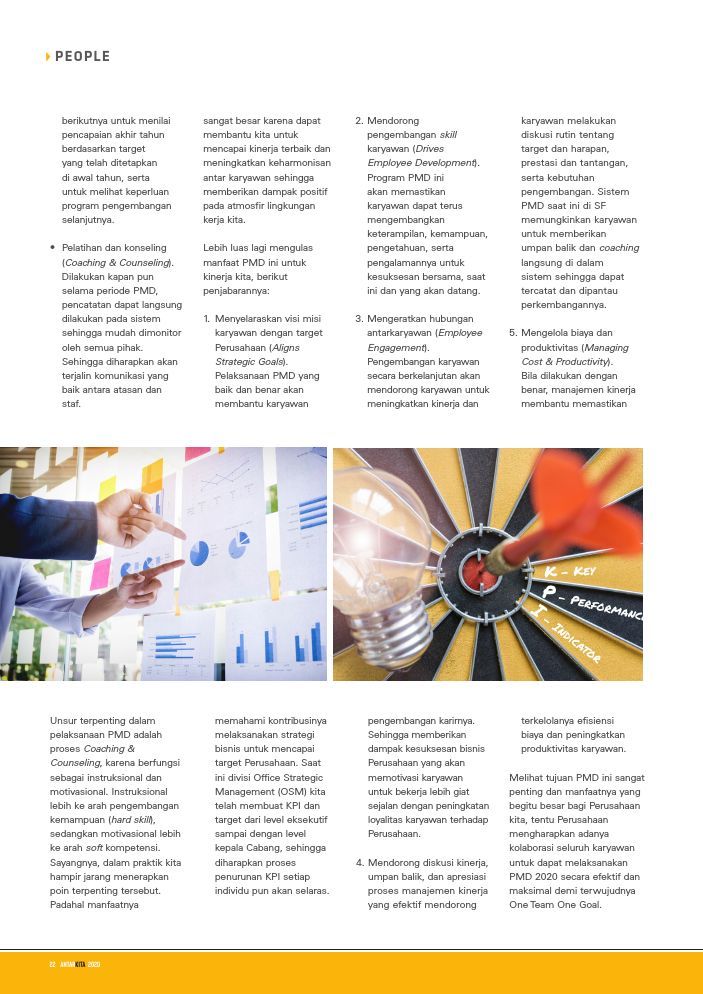 PEOPLE
berikutnya untuk menilai
pencapaian akhir tahun
berdasarkan target
yang telah ditetapkan
di awal tahun, serta
untuk melihat keperluan
program pengembangan
selanjutnya.
• Pelatihan dan konseling
(Coaching & Counseling).
Dilakukan kapan pun
selama periode PMD,
pencatatan dapat langsung
dilakukan pada sistem
sehingga mudah dimonitor
oleh semua pihak.
Sehingga diharapkan akan
terjalin komunikasi yang
baik antara atasan dan
staf.
Unsur terpenting dalam
pelaksanaan PMD adalah
proses Coaching &
Counseling, karena berfungsi
sebagai instruksional dan
motivasional. Instruksional
lebih ke arah pengembangan
kemampuan (hard skill),
sedangkan motivasional lebih
ke arah soft kompetensi.
Sayangnya, dalam praktik kita
hampir jarang menerapkan
poin terpenting tersebut.
Padahal manfaatnya
sangat besar karena dapat
membantu kita untuk
mencapai kinerja terbaik dan
meningkatkan keharmonisan
antar karyawan sehingga
memberikan dampak positif
pada atmosfir lingkungan
kerja kita.
Lebih luas lagi mengulas
manfaat PMD ini untuk
kinerja kita, berikut
penjabarannya:
1. Menyelaraskan visi misi
karyawan dengan target
Perusahaan (Aligns
Strategic Goals).
Pelaksanaan PMD yang
baik dan benar akan
membantu karyawan
memahami kontribusinya
melaksanakan strategi
bisnis untuk mencapai
target Perusahaan. Saat
ini divisi Office Strategic
Management (OSM) kita
telah membuat KPI dan
target dari level eksekutif
sampai dengan level
kepala Cabang, sehingga
diharapkan proses
penurunan KPI setiap
individu pun akan selaras.
2. Mendorong
pengembangan skill
karyawan (Drives
Employee Development).
Program PMD ini
akan memastikan
karyawan dapat terus
mengembangkan
keterampilan, kemampuan,
pengetahuan, serta
pengalamannya untuk
kesuksesan bersama, saat
ini dan yang akan datang.
3. Mengeratkan hubungan
antarkaryawan (Employee
Engagement).
Pengembangan karyawan
secara berkelanjutan akan
mendorong karyawan untuk
meningkatkan kinerja dan
pengembangan karirnya.
Sehingga memberikan
dampak kesuksesan bisnis
Perusahaan yang akan
memotivasi karyawan
untuk bekerja lebih giat
sejalan dengan peningkatan
loyalitas karyawan terhadap
Perusahaan.
4. Mendorong diskusi kinerja,
umpan balik, dan apresiasi
proses manajemen kinerja
yang efektif mendorong
karyawan melakukan
diskusi rutin tentang
target dan harapan,
prestasi dan tantangan,
serta kebutuhan
pengembangan. Sistem
PMD saat ini di SF
memungkinkan karyawan
untuk memberikan
umpan balik dan coaching
langsung di dalam
sistem sehingga dapat
tercatat dan dipantau
perkembangannya.
5. Mengelola biaya dan
produktivitas (Managing
Cost & Productivity).
Bila dilakukan dengan
benar, manajemen kinerja
membantu memastikan
terkelolanya efisiensi
biaya dan peningkatan
produktivitas karyawan.
Melihat tujuan PMD ini sangat
penting dan manfaatnya yang
begitu besar bagi Perusahaan
kita, tentu Perusahaan
mengharapkan adanya
kolaborasi seluruh karyawan
untuk dapat melaksanakan
PMD 2020 secara efektif dan
maksimal demi terwujudnya
One Team One Goal.
K - KEY
P - PERFORMANCE
I - INDICATOR
22 ANTARKITA 2020